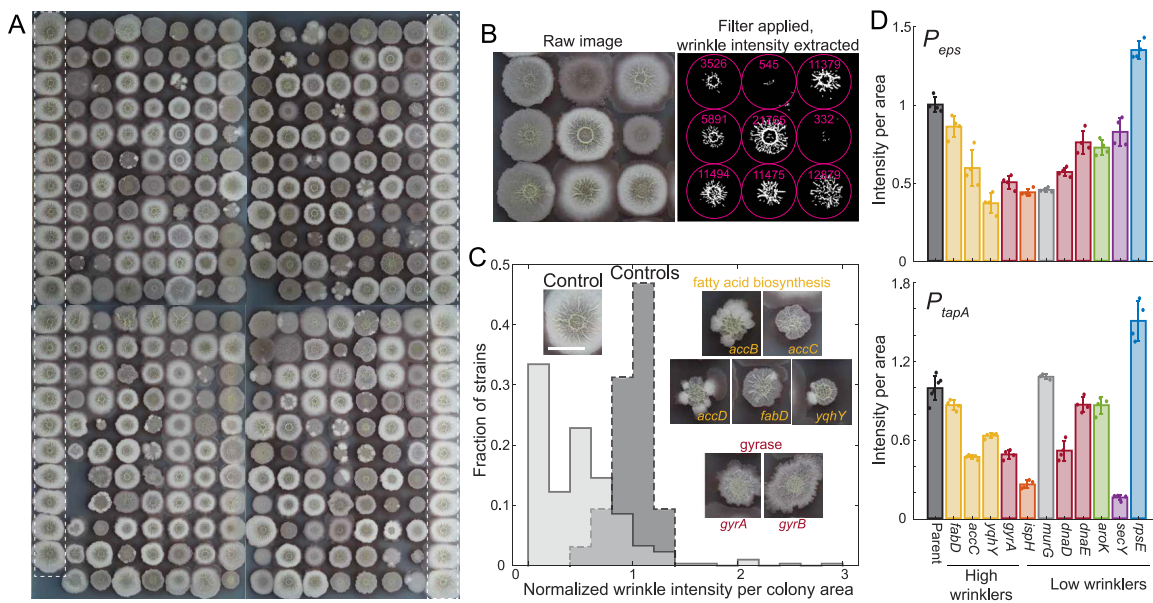 A
B
Raw image
Filter applied,
wrinkle intensity extracted
3526
545
11379
5891
332
11494
11475
12879
C
Fraction of strains
0.5
0.4
0.3
0.2
0.1
0
Control
Controls
fatty acid biosynthesis
accB
accC
accD
fabD
yqhY
gyrase
gyrA
gyrB
0
1
2
3
Normalized wrinkle intensity per colony area
D
P eps
Intensity per area
1.5
1
0.5
0
P tapA
Intensity per area
1.8
1.2
0.6
0
Parent
fabD
accC
yqhY
gyrA
ispH
murG
dnaD
dnaE
aroK
secY
rpsE
High
wrinklers
Low wrinklers